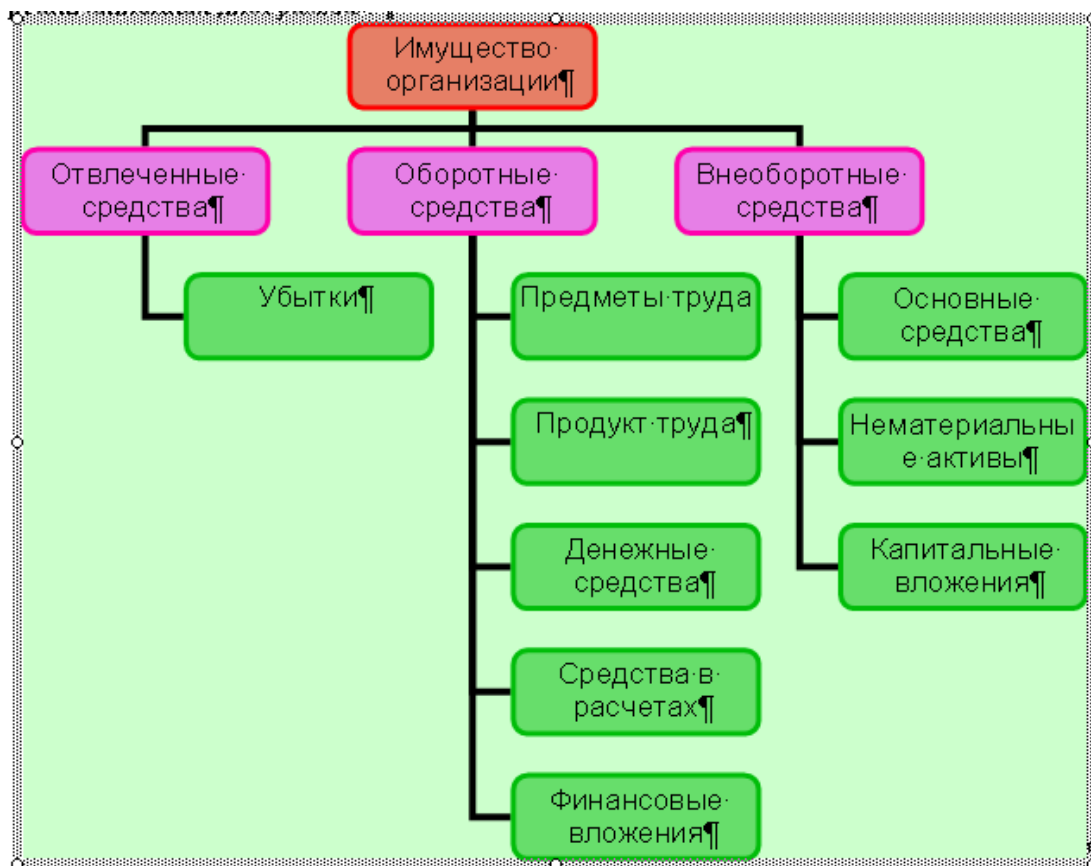 Имущество
организации¶
Отвлеченные
средства¶
Оборотные
средства¶
Внеоборотные
средства¶
Убытки¶
Предметы труда
Основные
средства¶
Продукт труда¶
Нематериальны
е активы¶
Денежные
средства¶
Капитальные
вложения¶
Средства в
расчетах¶
Финансовые
вложения¶